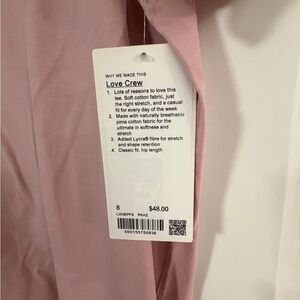 WHY WE MADE THIS
Love Crew
1. Lots of reasons to love this
tee. Soft cotton fabric, just
the right stretch, and a casual
fit for every day of the week
2. Made with naturally breathable
pima cotton fabric for the
ultimate in softness and
stretch
3. Added Lycra® fibre for stretch
and shape retention
4. Classic fit, hip length
8 $48.00
LW3EPPS PKHZ
000155750936